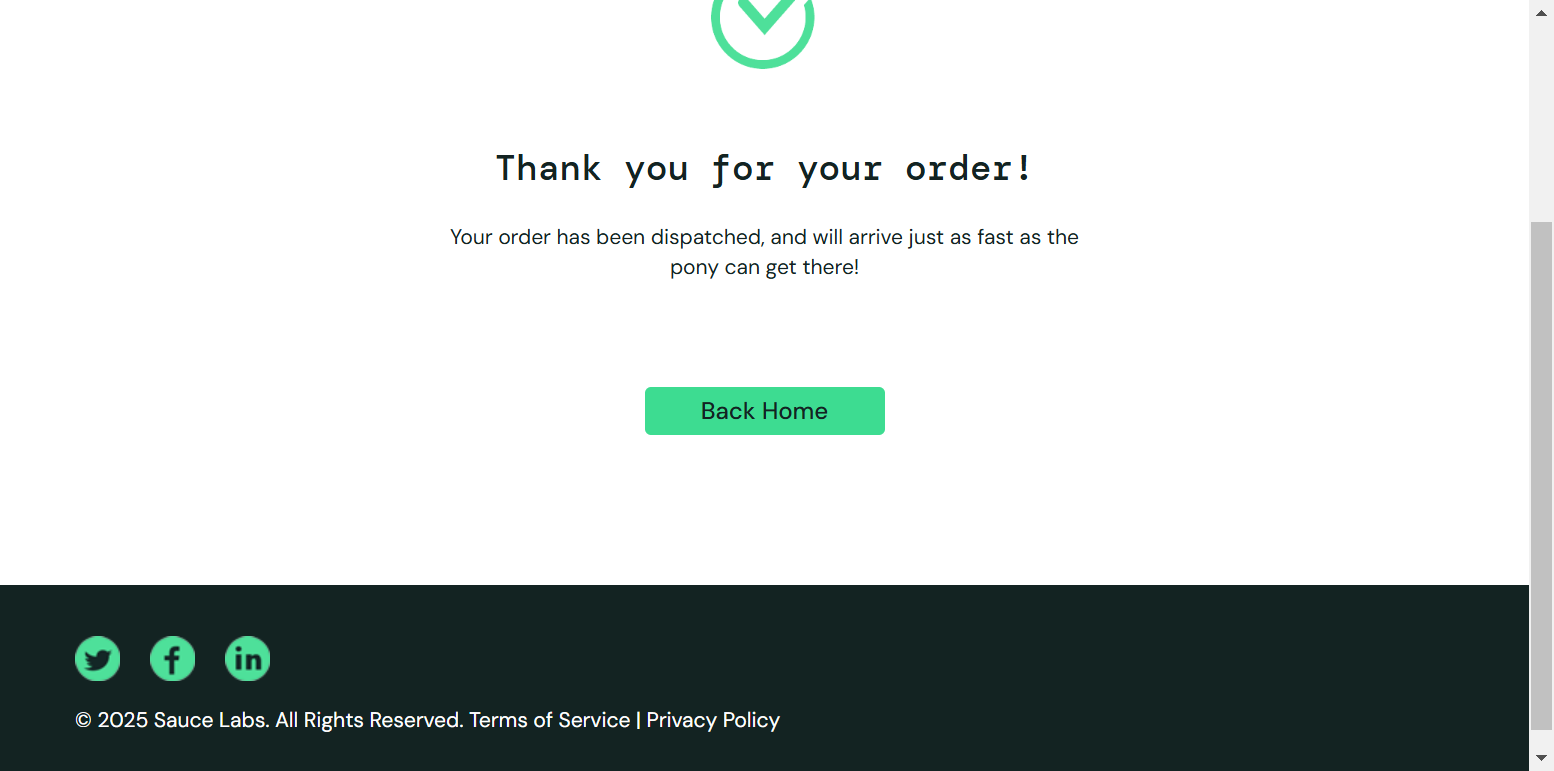 Thank you for your order!
Your order has been dispatched, and will arrive just as fast as the
pony can get there!
Back Home
f
in
© 2025 Sauce Labs. All Rights Reserved. Terms of Service | Privacy Policy